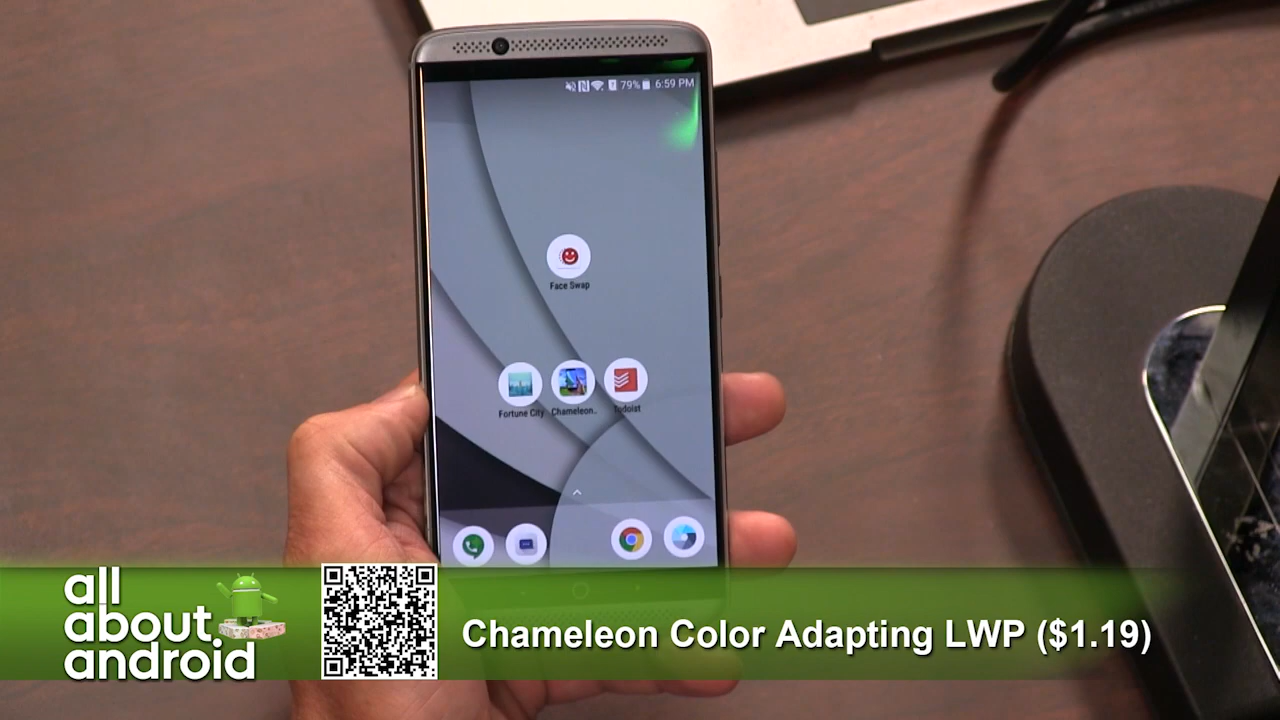 79% 6:59 PM
Face Swap
Fortune City
Chameleon..
Todoist
all
about.
android
Chameleon Color Adapting LWP ($1.19)